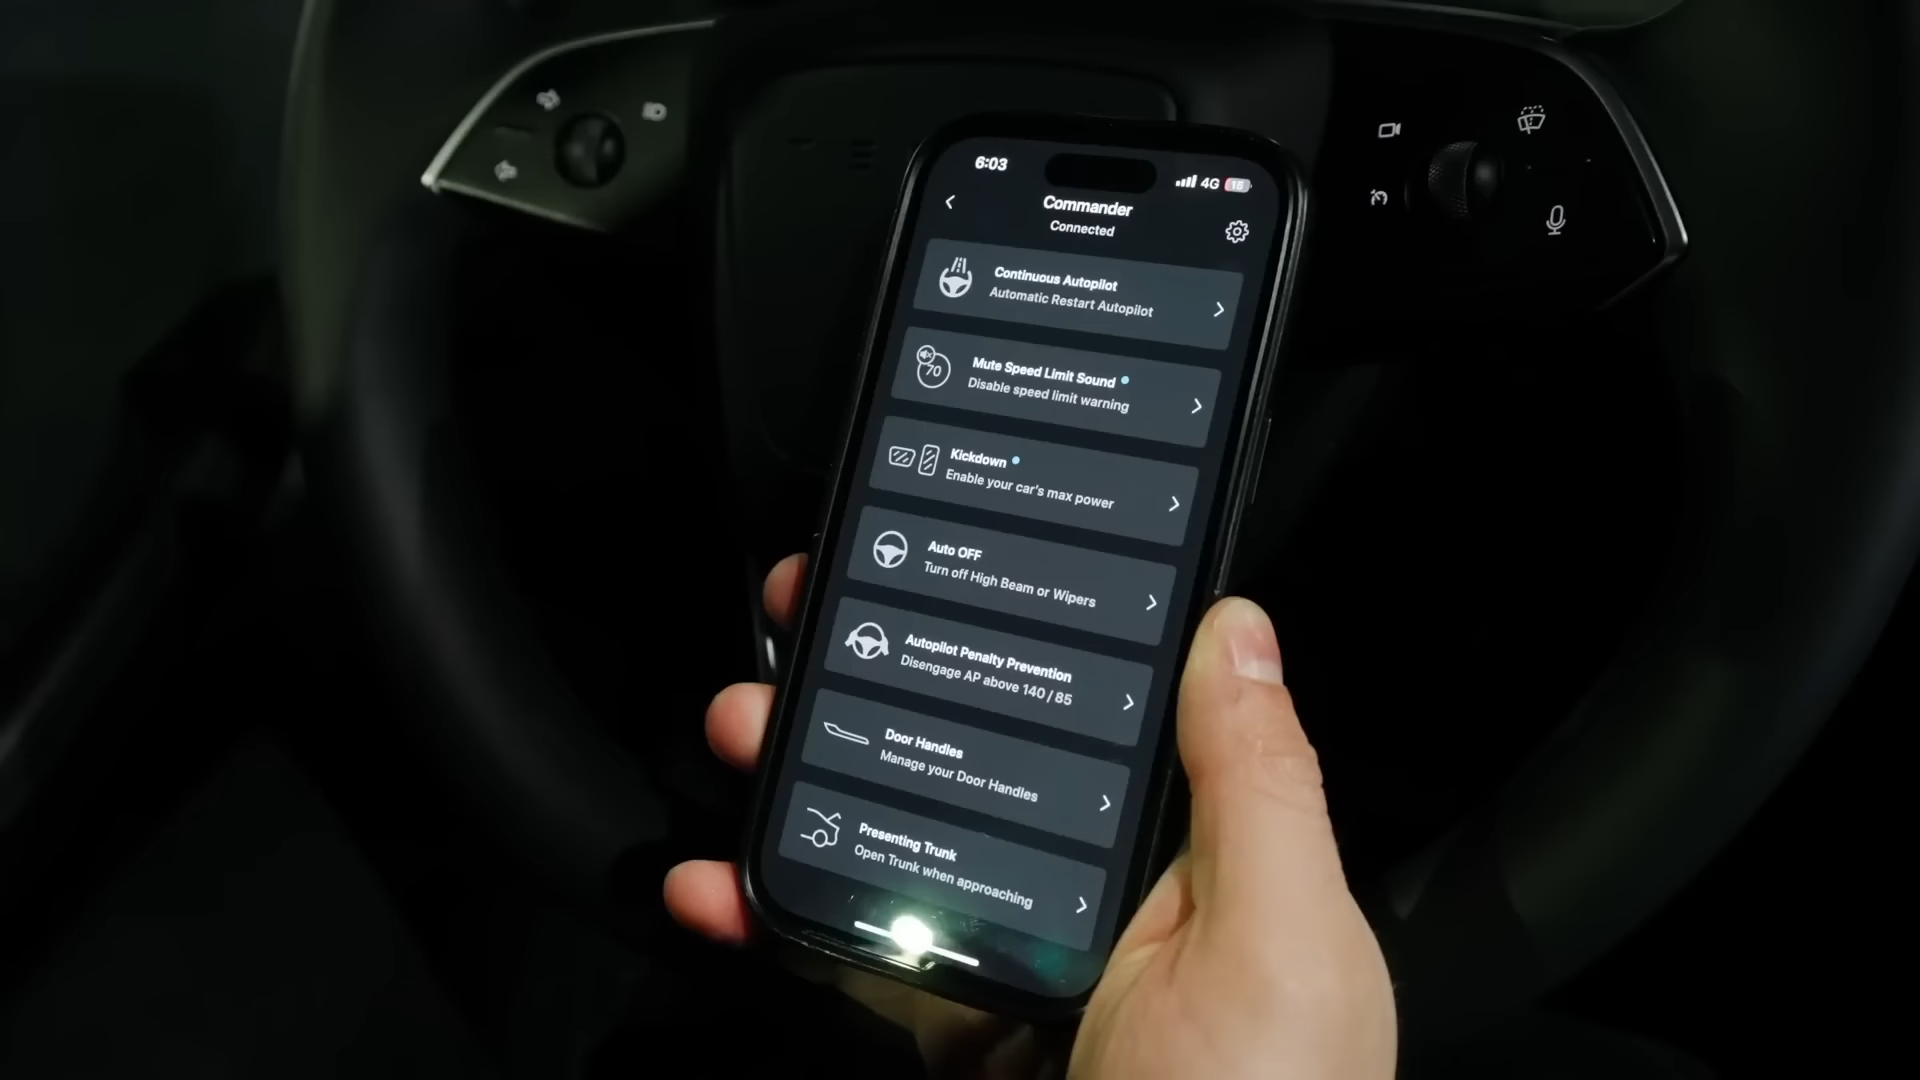 6:03
4G 15
Commander
Connected
Continuous Autopilot
Automatic Restart Autopilot
70
Mute Speed Limit Sound
Disable speed limit warning
Kickdown
Enable your car's max power
Auto OFF
Turn off High Beam or Wipers
Autopilot Penalty Prevention
Disengage AP above 140 / 85
Door Handles
Manage your Door Handles
Presenting Trunk
Open Trunk when approaching